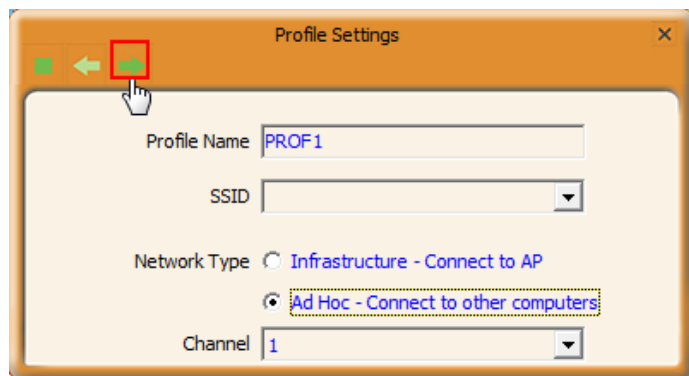 Profile Settings
Profile Name PROF1
SSID
Network Type Infrastructure - Connect to AP
Ad Hoc - Connect to other computers
Channel 1